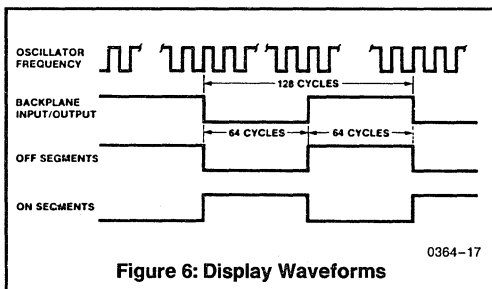 OSCILLATOR
FREQUENCY
128 CYCLES
BACKPLANE
INPUT/OUTPUT
64 CYCLES 64 CYCLES
OFF SEGMENTS
ON SEGMENTS
0364-17
Figure 6: Display Waveforms